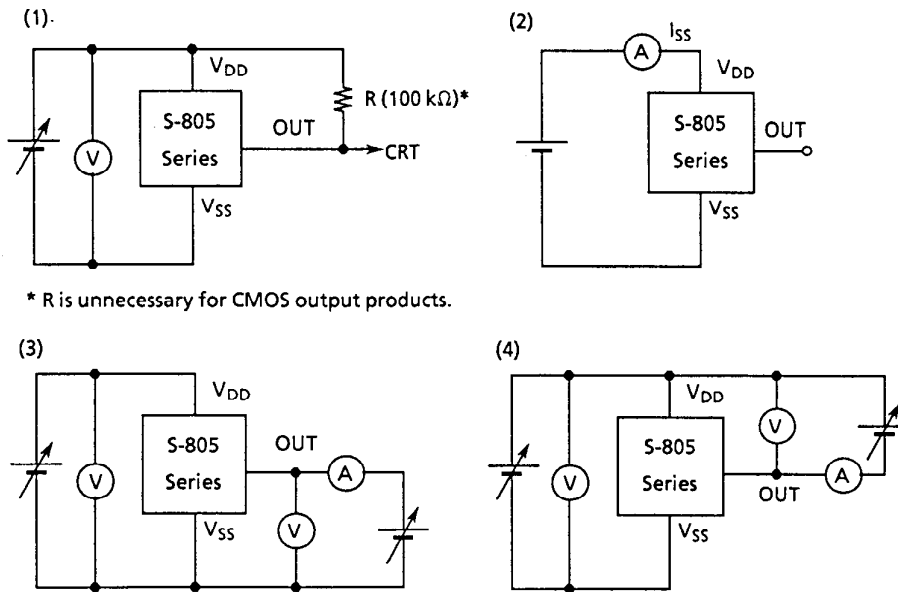 (1).
V_DD
R (100 kΩ)*
S-805
Series
OUT
CRT
V
V_SS
(2)
I_SS
A
V_DD
S-805
Series
OUT
V_SS
* R is unnecessary for CMOS output products.
(3)
V_DD
S-805
Series
OUT
A
V
V
V_SS
(4)
V_DD
S-805
Series
V
V
A
OUT
V_SS